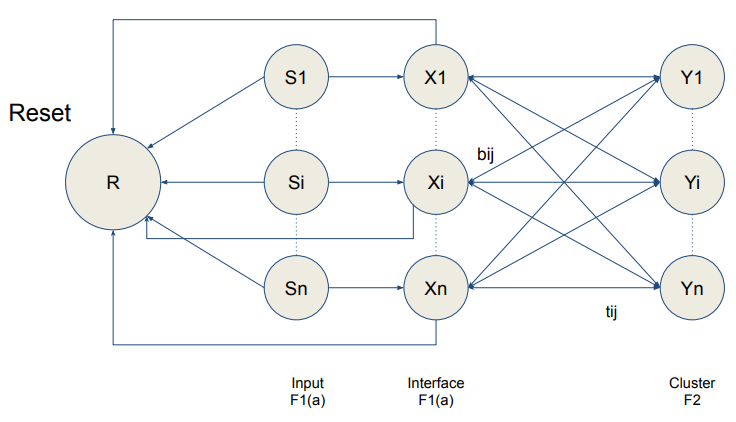 Reset
R
S1
X1
Y1
bij
Si
Xi
Yi
Sn
Xn
Yn
tij
Input
F1(a)
Interface
F1(a)
Cluster
F2